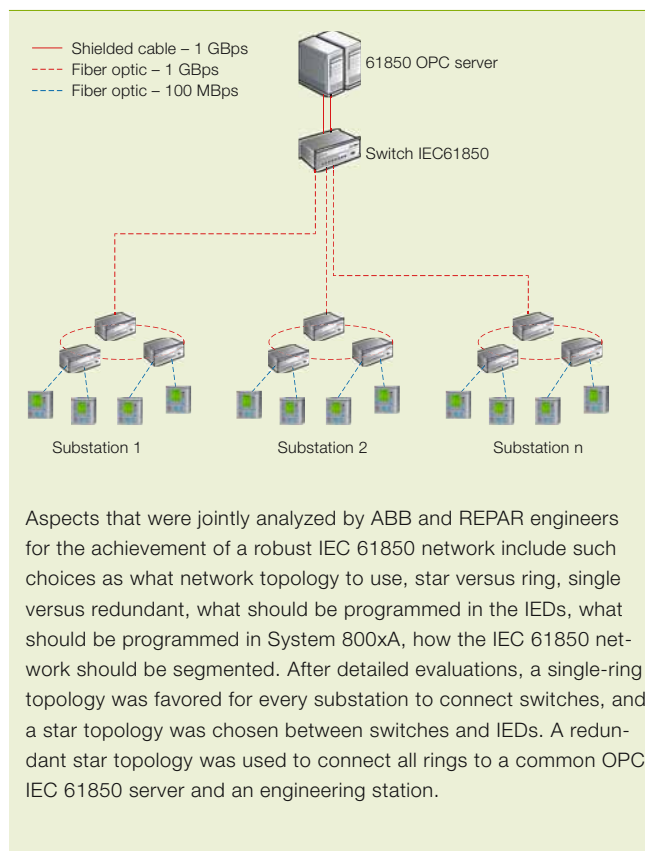 Shielded cable – 1 GBps
Fiber optic – 1 GBps
Fiber optic – 100 MBps
61850 OPC server
Switch IEC61850
Substation 1
Substation 2
Substation n
Aspects that were jointly analyzed by ABB and REPAR engineers
for the achievement of a robust IEC 61850 network include such
choices as what network topology to use, star versus ring, single
versus redundant, what should be programmed in the IEDs, what
should be programmed in System 800xA, how the IEC 61850 net-
work should be segmented. After detailed evaluations, a single-ring
topology was favored for every substation to connect switches, and
a star topology was chosen between switches and IEDs. A redun-
dant star topology was used to connect all rings to a common OPC
IEC 61850 server and an engineering station.